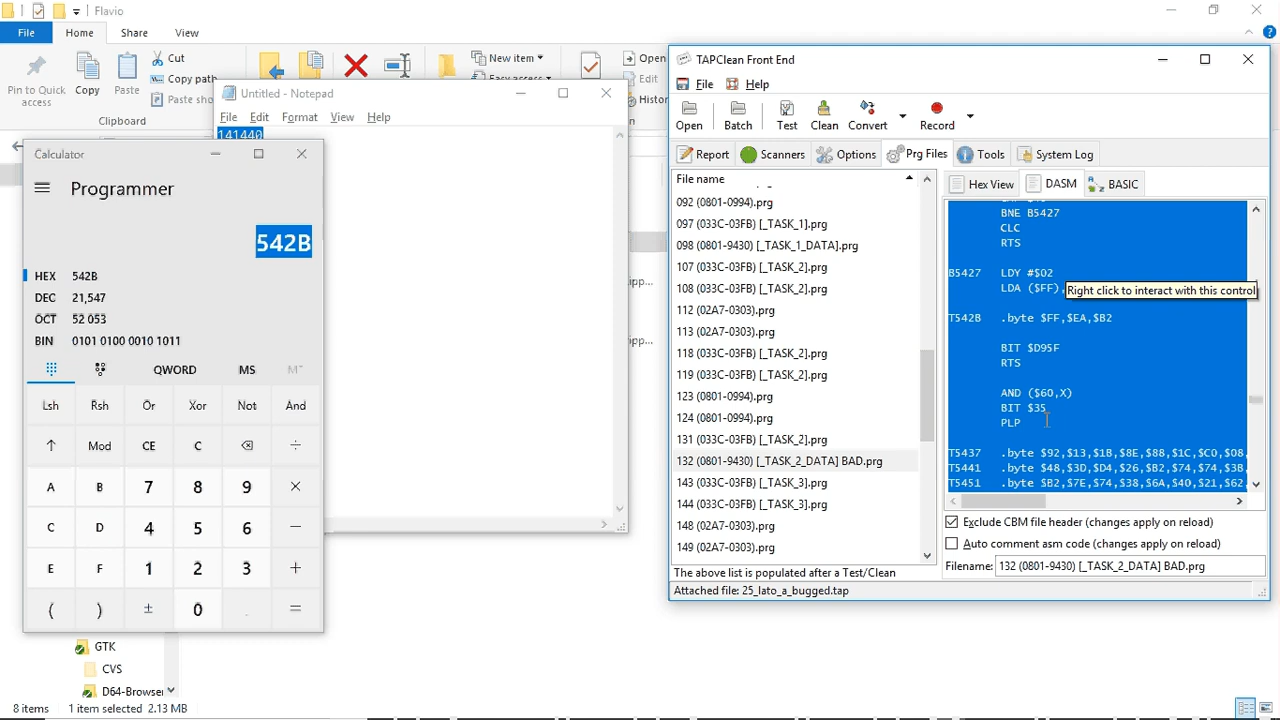 Flavio
File Home Share View
Pin to Quick access
Copy
Paste
Cut
Copy path
Clipboard
New item
Open
Edit
Untitled - Notepad
File Edit Format View Help
141440
Calculator
Programmer
542B
HEX 542B
DEC 21,547
OCT 52 053
BIN 0101 0100 0010 1011
QWORD MS M
Lsh Rsh Or Xor Not And
↑ Mod CE C ⌫ ÷
A B 7 8 9 ×
C D 4 5 6 −
E F 1 2 3 +
( ) ± 0 . =
GTK
CVS
D64-Browser
8 items 1 item selected 2.13 MB
TAPClean Front End
File Help
Open Batch Test Clean Convert Record
Report Scanners Options Prg Files Tools System Log
File name
092 (0801-0994).prg
097 (033C-03FB) [_TASK_1].prg
098 (0801-9430) [_TASK_1_DATA].prg
107 (033C-03FB) [_TASK_2].prg
108 (033C-03FB) [_TASK_2].prg
112 (02A7-0303).prg
113 (02A7-0303).prg
118 (033C-03FB) [_TASK_2].prg
119 (033C-03FB) [_TASK_2].prg
123 (0801-0994).prg
124 (0801-0994).prg
131 (033C-03FB) [_TASK_2].prg
132 (0801-9430) [_TASK_2_DATA] BAD.prg
143 (033C-03FB) [_TASK_3].prg
144 (033C-03FB) [_TASK_3].prg
148 (02A7-0303).prg
149 (02A7-0303).prg
The above list is populated after a Test/Clean
Hex View DASM BASIC
BNE B5427
CLC
RTS
B5427 LDY #$02
LDA ($FF),
Right click to interact with this control
T542B .byte $FF,$EA,$B2
BIT $D95F
RTS
AND ($60,X)
BIT $35
PLP
T5437 .byte $92,$13,$1B,$8E,$88,$1C,$C0,$08,
T5441 .byte $48,$3D,$D4,$26,$B2,$74,$74,$3B,
T5451 .byte $B2,$7E,$74,$38,$6A,$40,$21,$62,
Exclude CBM file header (changes apply on reload)
Auto comment asm code (changes apply on reload)
Filename: 132 (0801-9430) [_TASK_2_DATA] BAD.prg
Attached file: 25_lato_a_bugged.tap